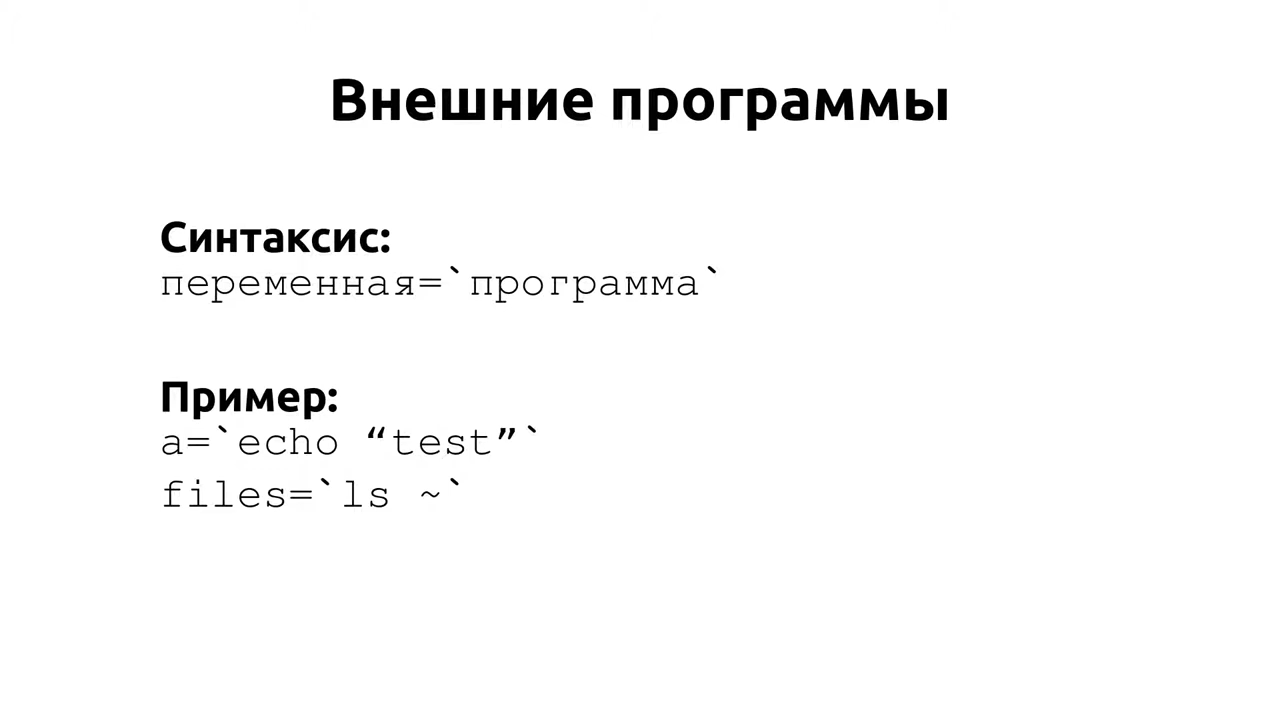 Внешние программы
Синтаксис:
переменная=`программа`
Пример:
a=`echo “test”`
files=`ls ~`